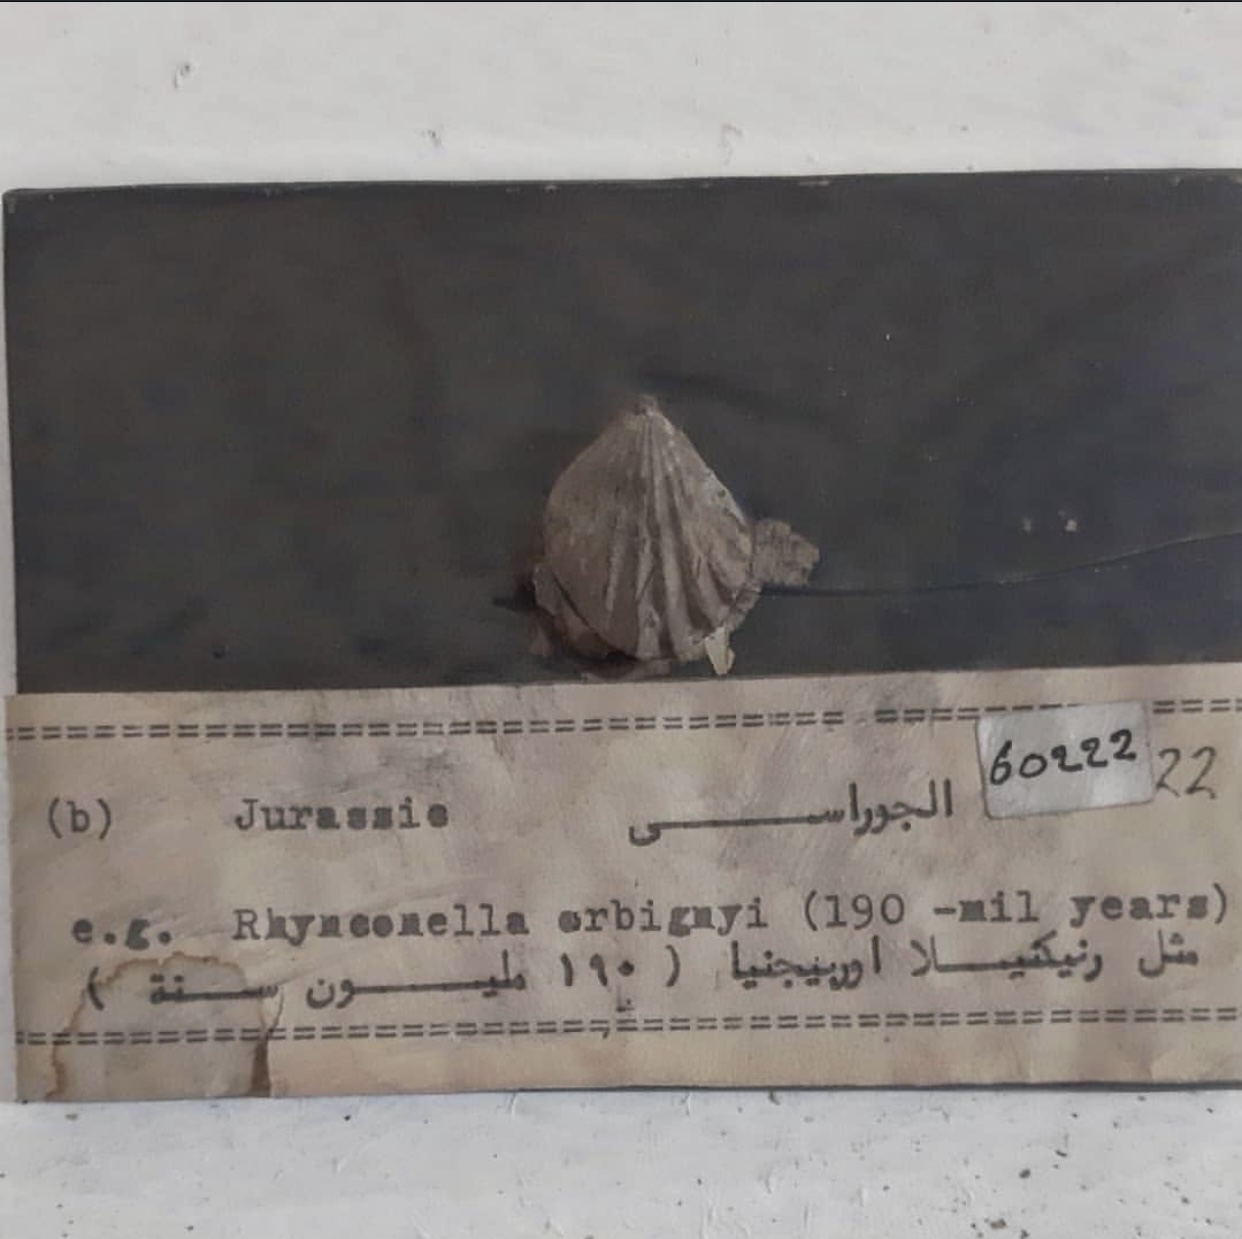 =============================================
60222 22
(b) Jurassic الجوراسى
e.g. Rhynconella orbignyi (190 -mil years)
مثل رنيكنيلا اوربيجنيا ( ١٩٠ مليون سنة )
=============================================